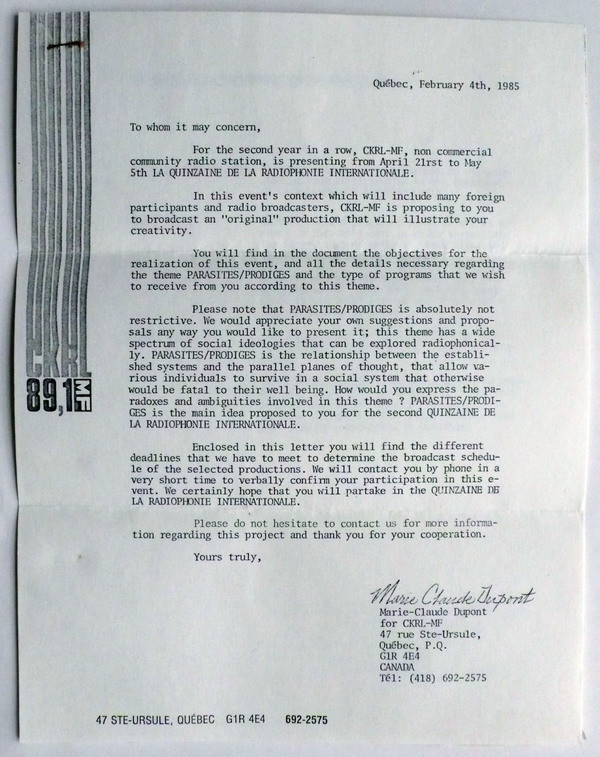 Québec, February 4th, 1985
To whom it may concern,
For the second year in a row, CKRL-MF, non commercial
community radio station, is presenting from April 21rst to May
5th LA QUINZAINE DE LA RADIOPHONIE INTERNATIONALE.
In this event's context which will include many foreign
participants and radio broadcasters, CKRL-MF is proposing to you
to broadcast an "original" production that will illustrate your
creativity.
You will find in the document the objectives for the
realization of this event, and all the details necessary regarding
the theme PARASITES/PRODIGES and the type of programs that we wish
to receive from you according to this theme.
Please note that PARASITES/PRODIGES is absolutely not
restrictive. We would appreciate your own suggestions and propo-
sals any way you would like to present it; this theme has a wide
spectrum of social ideologies that can be explored radiophonical-
ly. PARASITES/PRODIGES is the relationship between the establi-
shed systems and the parallel planes of thought, that allow va-
rious individuals to survive in a social system that otherwise
would be fatal to their well being. How would you express the pa-
radoxes and ambiguities involved in this theme ? PARASITES/PRODI-
GES is the main idea proposed to you for the second QUINZAINE DE
LA RADIOPHONIE INTERNATIONALE.
Enclosed in this letter you will find the different
deadlines that we have to meet to determine the broadcast schedu-
le of the selected productions. We will contact you by phone in a
very short time to verbally confirm your participation in this e-
vent. We certainly hope that you will partake in the QUINZAINE DE
LA RADIOPHONIE INTERNATIONALE.
Please do not hesitate to contact us for more informa-
tion regarding this project and thank you for your cooperation.
Yours truly,
Marie Claude Dupont
Marie-Claude Dupont
for CKRL-MF
47 rue Ste-Ursule,
Québec, P.Q.
G1R 4E4
CANADA
Tél: (418) 692-2575
CKRL
89,1 MF
47 STE-URSULE, QUÉBEC G1R 4E4 692-2575